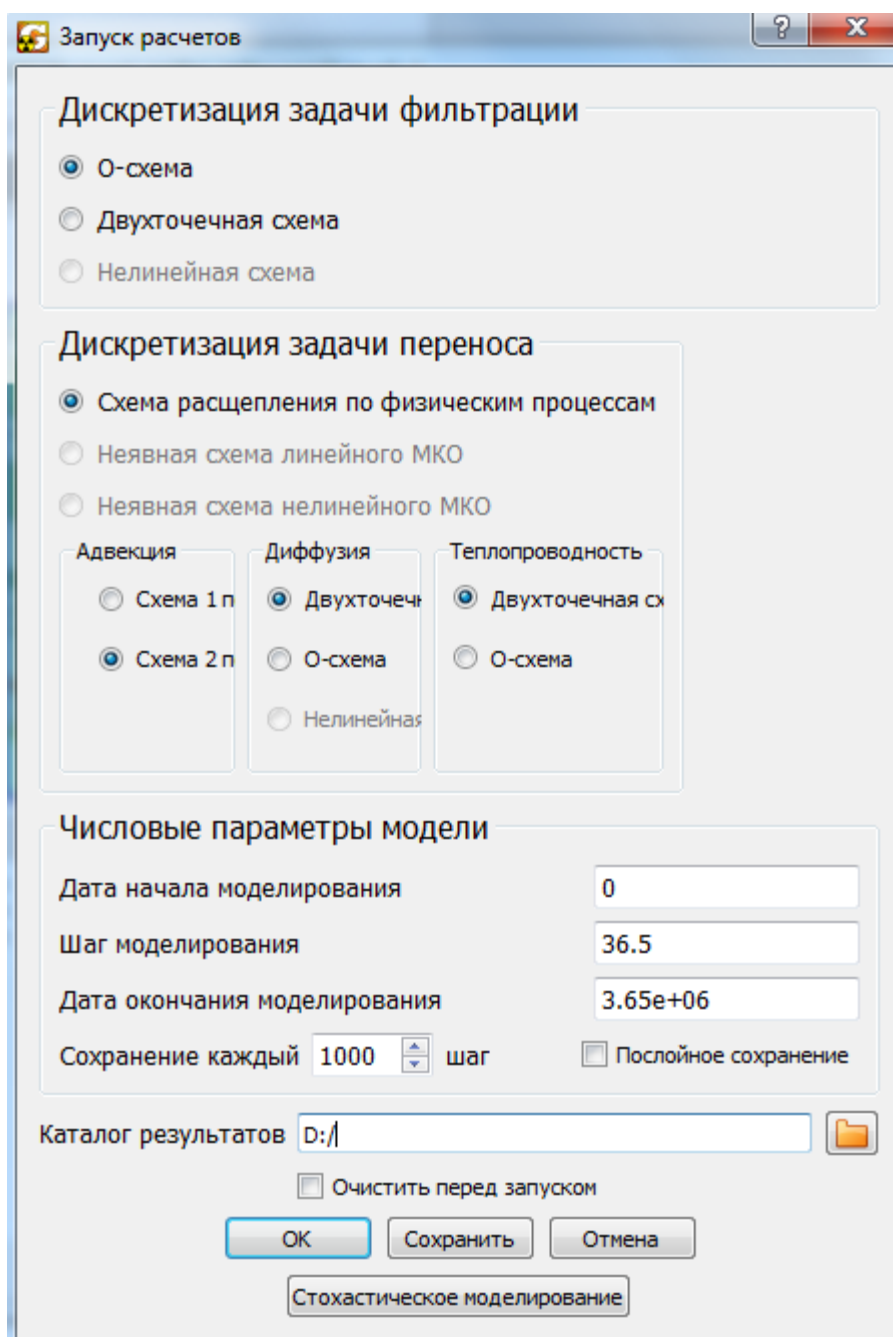 Запуск расчетов
?
X
Дискретизация задачи фильтрации
О-схема
Двухточечная схема
Нелинейная схема
Дискретизация задачи переноса
Схема расщепления по физическим процессам
Неявная схема линейного МКО
Неявная схема нелинейного МКО
Адвекция Диффузия Теплопроводность
Схема 1 п Двухточечн Двухточечная сх
Схема 2 п О-схема О-схема
Нелинейная
Числовые параметры модели
Дата начала моделирования 0
Шаг моделирования 36.5
Дата окончания моделирования 3.65e+06
Сохранение каждый 1000 шаг Послойное сохранение
Каталог результатов D:/
Очистить перед запуском
OK Сохранить Отмена
Стохастическое моделирование